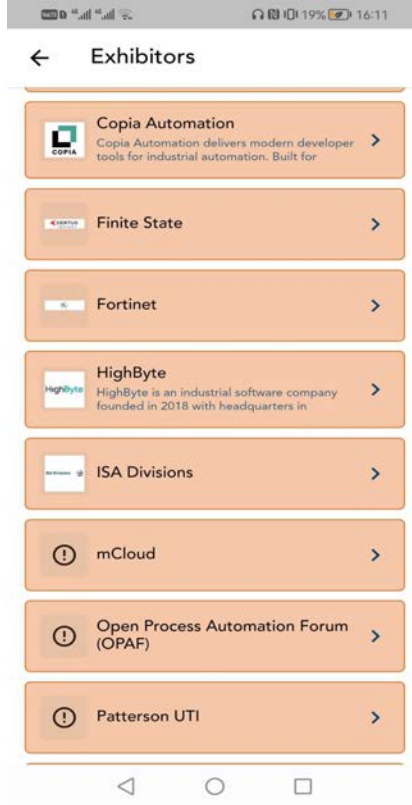 19% 16:11
Exhibitors
COPIA
Copia Automation
Copia Automation delivers modern developer
tools for industrial automation. Built for
Finite State
Fortinet
HighByte
HighByte
HighByte is an industrial software company
founded in 2018 with headquarters in
ISA Divisions
mCloud
Open Process Automation Forum
(OPAF)
Patterson UTI